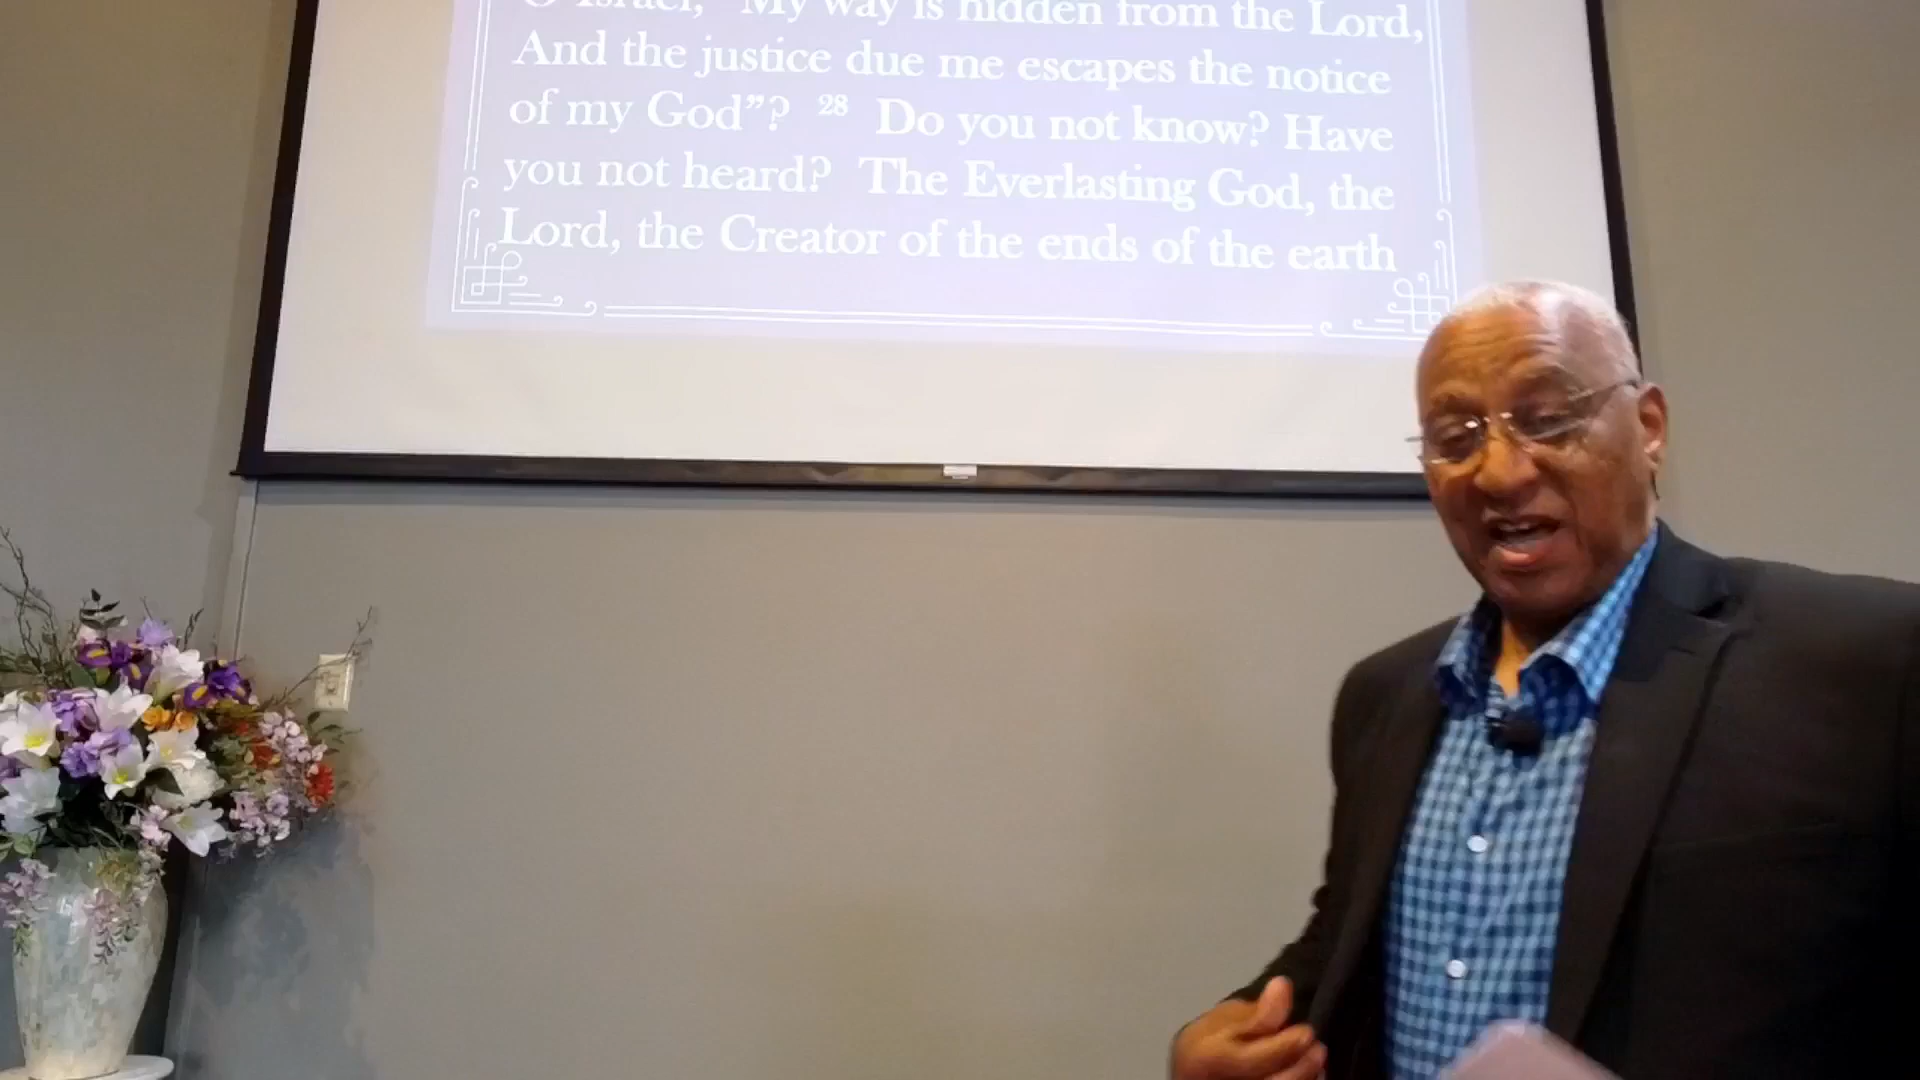 O Israel, "My way is hidden from the Lord,
And the justice due me escapes the notice
of my God"? 28 Do you not know? Have
you not heard? The Everlasting God, the
Lord, the Creator of the ends of the earth